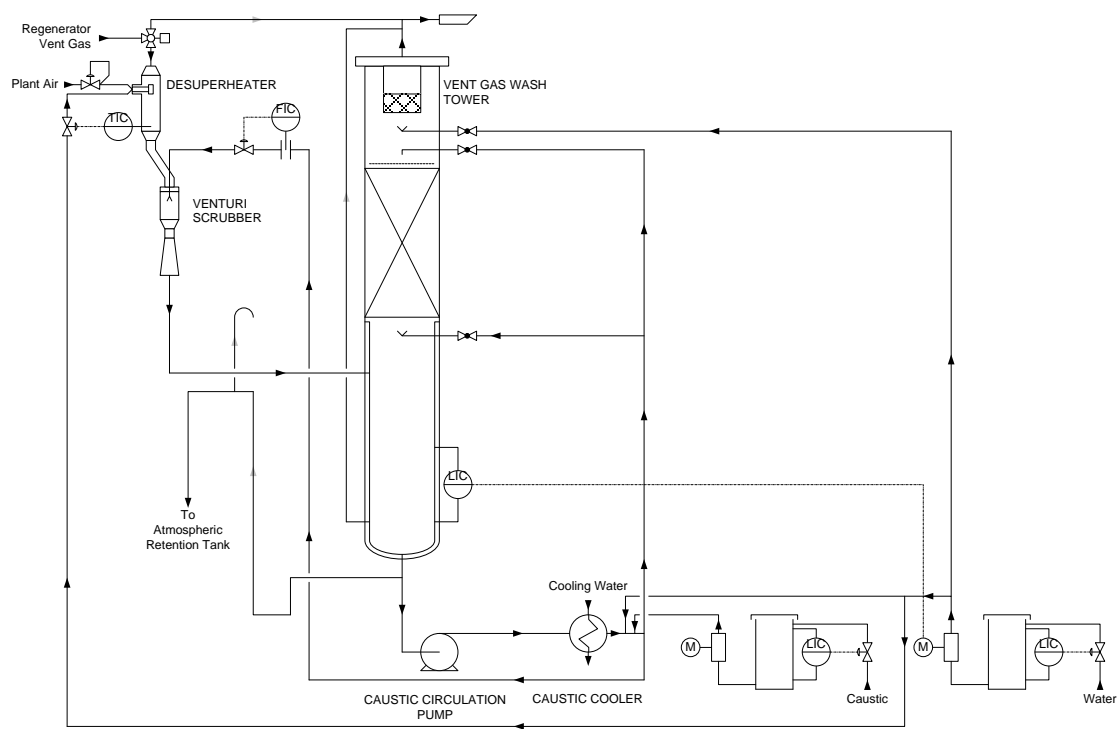 Regenerator
Vent Gas
Plant Air
DESUPERHEATER
TIC
FIC
VENT GAS WASH
TOWER
VENTURI
SCRUBBER
LIC
To
Atmospheric
Retention Tank
Cooling Water
CAUSTIC CIRCULATION
PUMP
CAUSTIC COOLER
M
LIC
Caustic
M
LIC
Water